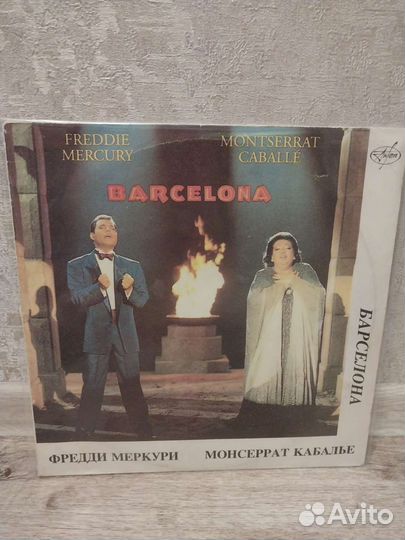 FREDDIE
MERCURY
MONTSERRAT
CABALLÉ
BARCELONA
БАРСЕЛОНА
ФРЕДДИ МЕРКУРИ
МОНСЕРРАТ КАБАЛЬЕ
Avito